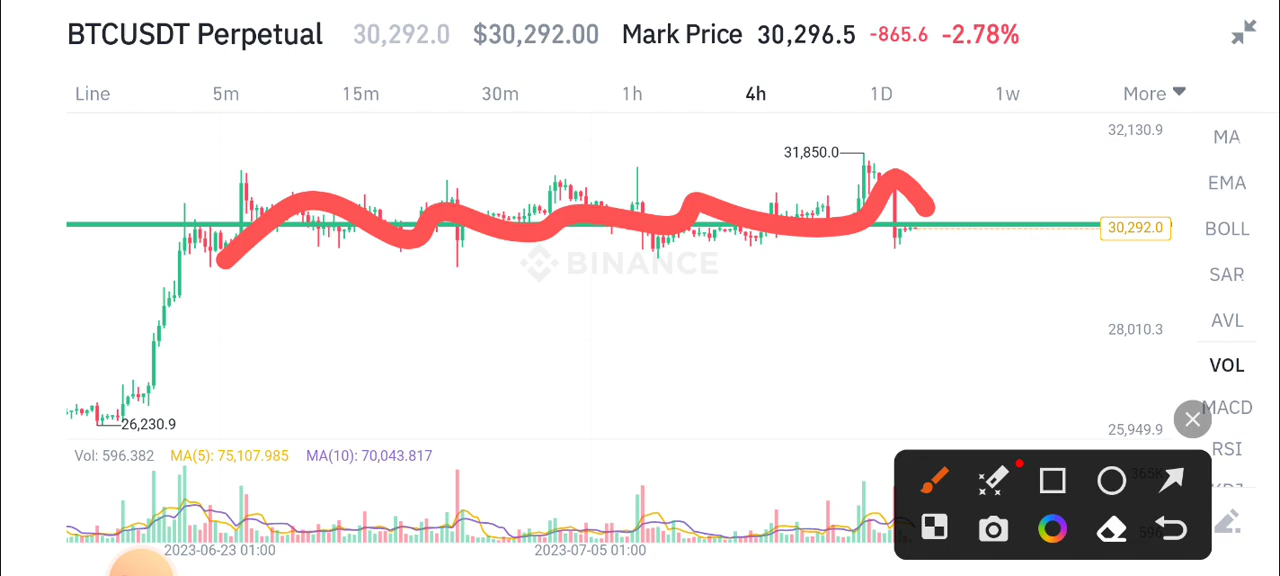 BTCUSDT Perpetual 30,292.0 $30,292.00 Mark Price 30,296.5 -865.6 -2.78%
Line 5m 15m 30m 1h 4h 1D 1w More
32,130.9
MA
31,850.0
EMA
30,292.0 BOLL
BINANCE
SAR
AVL
28,010.3
VOL
MACD
26,230.9
25,949.9
RSI
Vol: 596.382 MA(5): 75,107.985 MA(10): 70,043.817
365K
KDJ
596
2023-06-23 01:00 2023-07-05 01:00